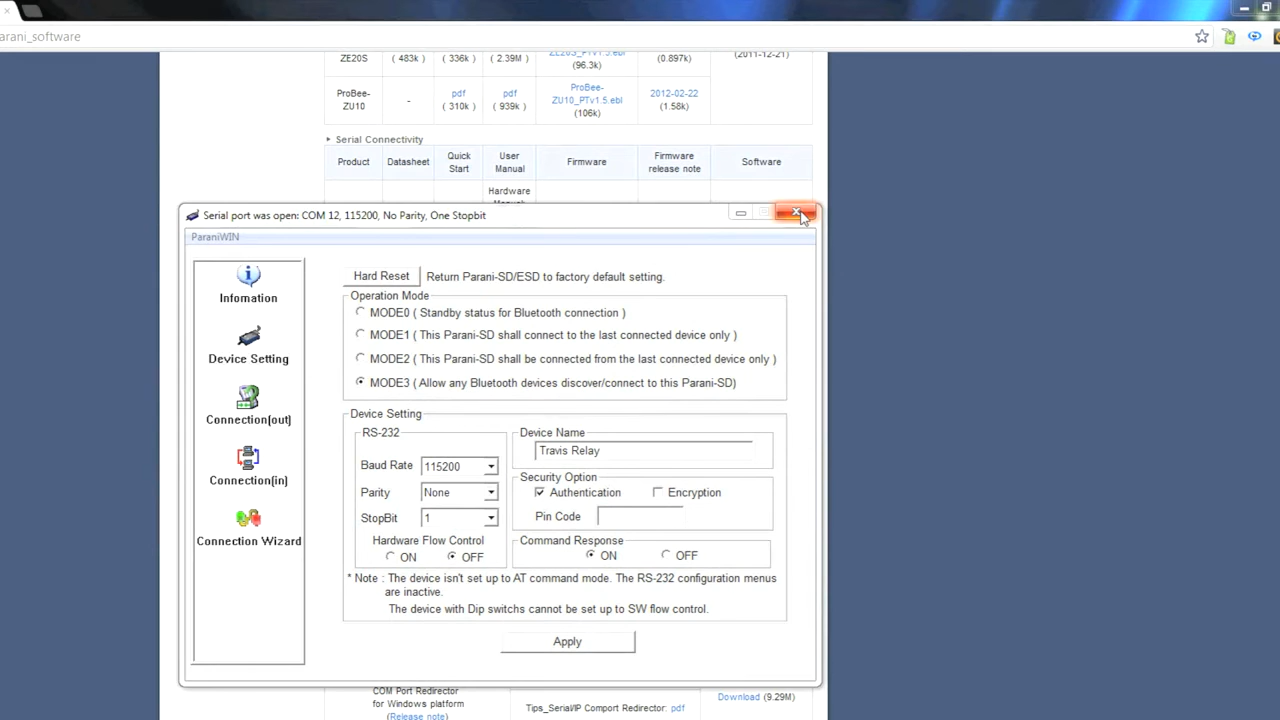 arani_software
ZE20S ( 483k ) ( 336k ) ( 2.39M ) ZE20S_PTv1.5.ebl (96.3k) (0.897k) (2011-12-21)
ProBee-ZU10 - pdf ( 310k ) pdf ( 939k ) ProBee-ZU10_PTv1.5.ebl (106k) 2012-02-22 (1.58k)
Serial Connectivity
Product Datasheet Quick Start User Manual Firmware Firmware release note Software
Hardware
Serial port was open: COM 12, 115200, No Parity, One Stopbit
ParaniWIN
Infomation
Device Setting
Connection(out)
Connection(in)
Connection Wizard
Hard Reset Return Parani-SD/ESD to factory default setting.
Operation Mode
MODE0 ( Standby status for Bluetooth connection )
MODE1 ( This Parani-SD shall connect to the last connected device only )
MODE2 ( This Parani-SD shall be connected from the last connected device only )
MODE3 ( Allow any Bluetooth devices discover/connect to this Parani-SD)
Device Setting
RS-232
Baud Rate 115200
Parity None
StopBit 1
Hardware Flow Control
ON OFF
Device Name
Travis Relay
Security Option
Authentication Encryption
Pin Code
Command Response
ON OFF
* Note : The device isn't set up to AT command mode. The RS-232 configuration menus
are inactive.
The device with Dip switchs cannot be set up to SW flow control.
Apply
COM Port Redirector
for Windows platform
(Release note)
Tips_Serial/IP Comport Redirector: pdf
Download (9.29M)